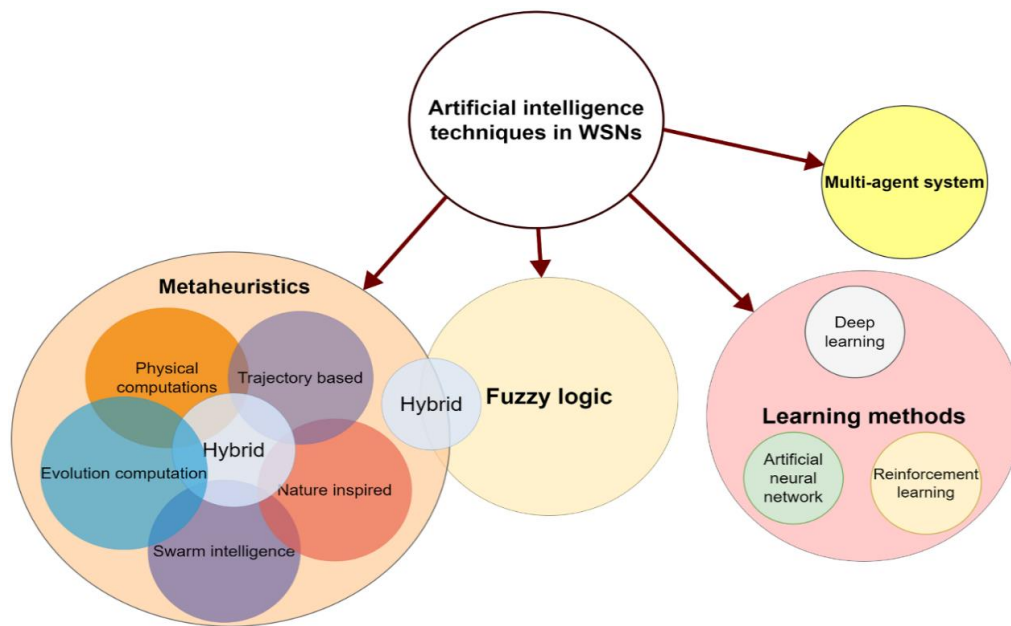 Artificial intelligence
techniques in WSNs
Multi-agent system
Metaheuristics
Physical
computations
Trajectory based
Hybrid
Evolution computation
Nature inspired
Swarm intelligence
Hybrid
Fuzzy logic
Deep
learning
Learning methods
Artificial
neural
network
Reinforcement
learning